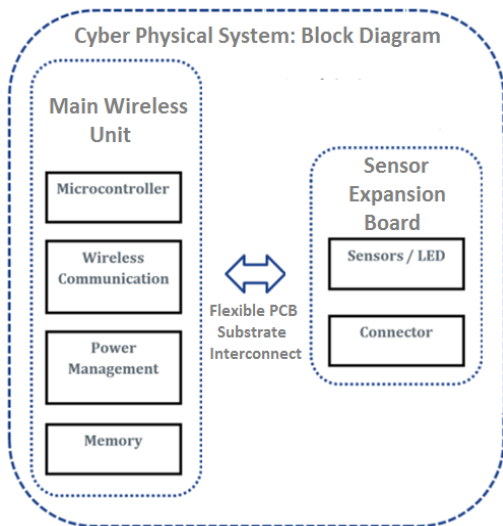 Cyber Physical System: Block Diagram
Main Wireless
Unit
Microcontroller
Wireless
Communication
Power
Management
Memory
Flexible PCB
Substrate
Interconnect
Sensor
Expansion
Board
Sensors / LED
Connector